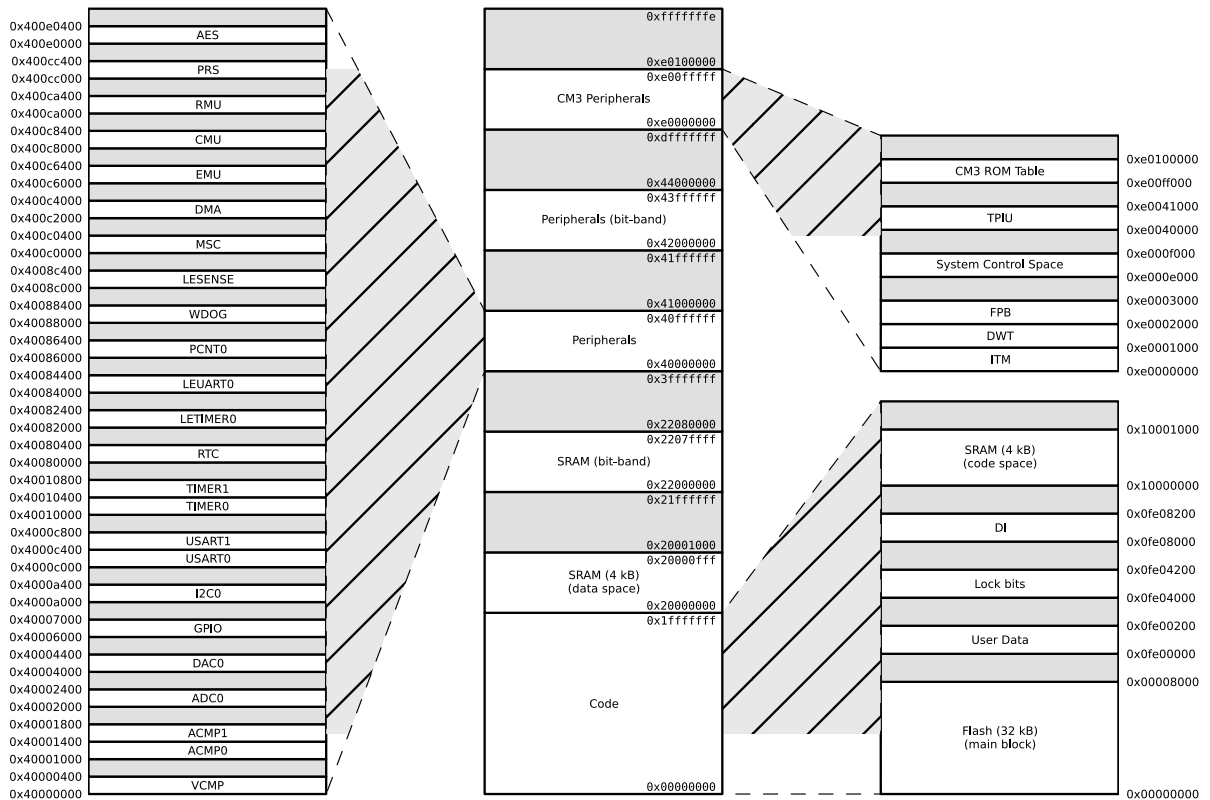 0x400e0400
AES
0x400e0000
0x400cc400
PRS
0x400cc000
0x400ca400
RMU
0x400ca000
0x400c8400
CMU
0x400c8000
0x400c6400
EMU
0x400c6000
0x400c4000
DMA
0x400c2000
0x400c0400
MSC
0x400c0000
0x4008c400
LESENSE
0x4008c000
0x40088400
WDOG
0x40088000
0x40086400
PCNT0
0x40086000
0x40084400
LEUART0
0x40084000
0x40082400
LETIMER0
0x40082000
0x40080400
RTC
0x40080000
0x40010800
TIMER1
0x40010400
TIMER0
0x40010000
0x4000c800
USART1
0x4000c400
USART0
0x4000c000
0x4000a400
I2C0
0x4000a000
0x40007000
GPIO
0x40006000
0x40004400
DAC0
0x40004000
0x40002400
ADC0
0x40002000
0x40001800
ACMP1
0x40001400
ACMP0
0x40001000
0x40000400
VCMP
0x40000000
0xfffffffe
0xe0100000
0xe00fffff
CM3 Peripherals
0xe0000000
0xdfffffff
0x44000000
0x43ffffff
Peripherals (bit-band)
0x42000000
0x41ffffff
0x41000000
0x40ffffff
Peripherals
0x40000000
0x3fffffff
0x22080000
0x2207ffff
SRAM (bit-band)
0x22000000
0x21ffffff
0x20001000
0x20000fff
SRAM (4 kB)
(data space)
0x20000000
0x1fffffff
Code
0x00000000
0xe0100000
CM3 ROM Table
0xe00ff000
0xe0041000
TPIU
0xe0040000
0xe000f000
System Control Space
0xe000e000
0xe0003000
FPB
0xe0002000
DWT
0xe0001000
ITM
0xe0000000
0x10001000
SRAM (4 kB)
(code space)
0x10000000
0x0fe08200
DI
0x0fe08000
0x0fe04200
Lock bits
0x0fe04000
0x0fe00200
User Data
0x0fe00000
0x00008000
Flash (32 kB)
(main block)
0x00000000